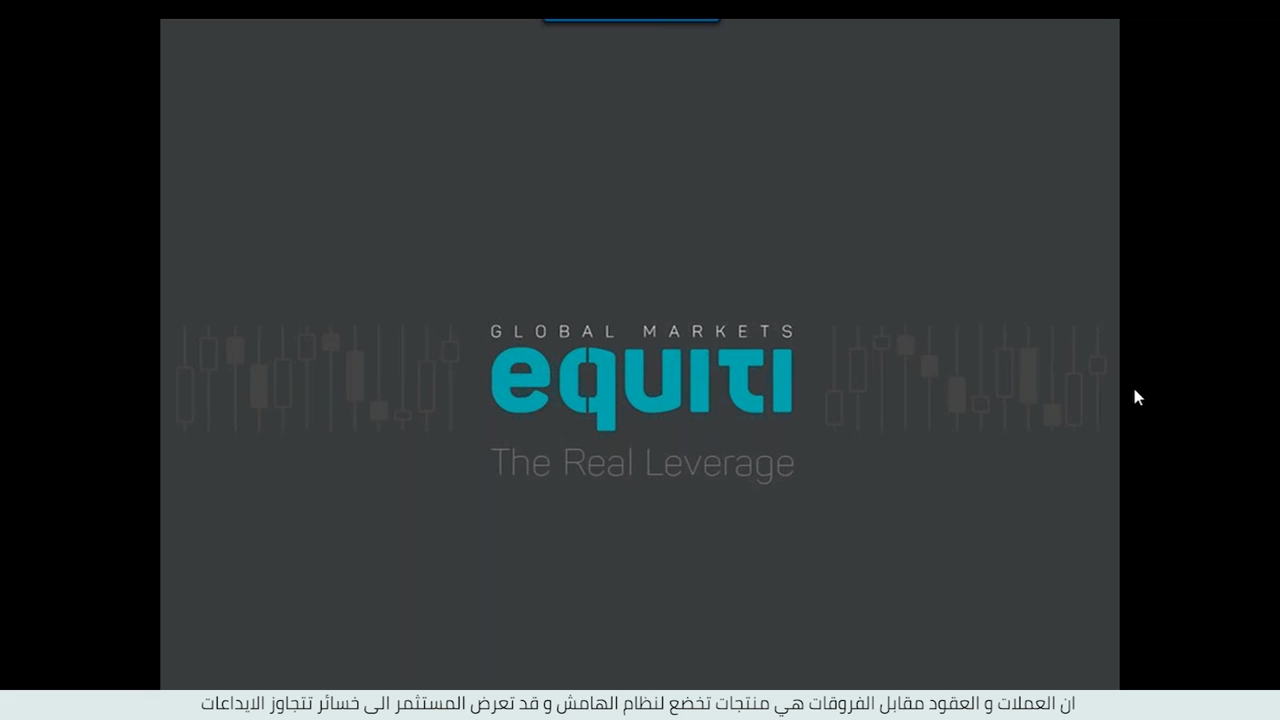 GLOBAL MARKETS
equiti
The Real Leverage
ان العملات و العقود مقابل الفروقات هي منتجات تخضع لنظام الهامش و قد تعرض المستثمر الى خسائر تتجاوز الايداعات